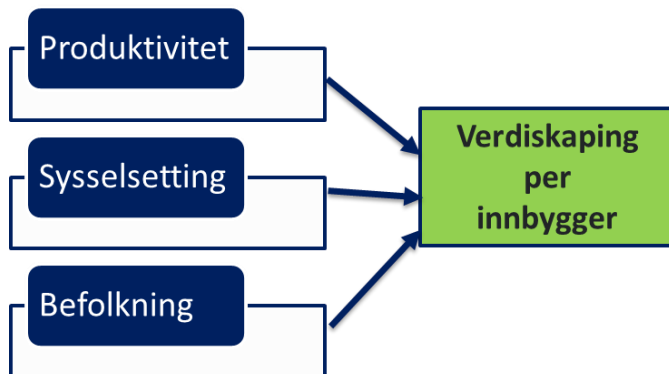 Produktivitet
Sysselsetting
Befolkning
Verdiskaping
per
innbygger